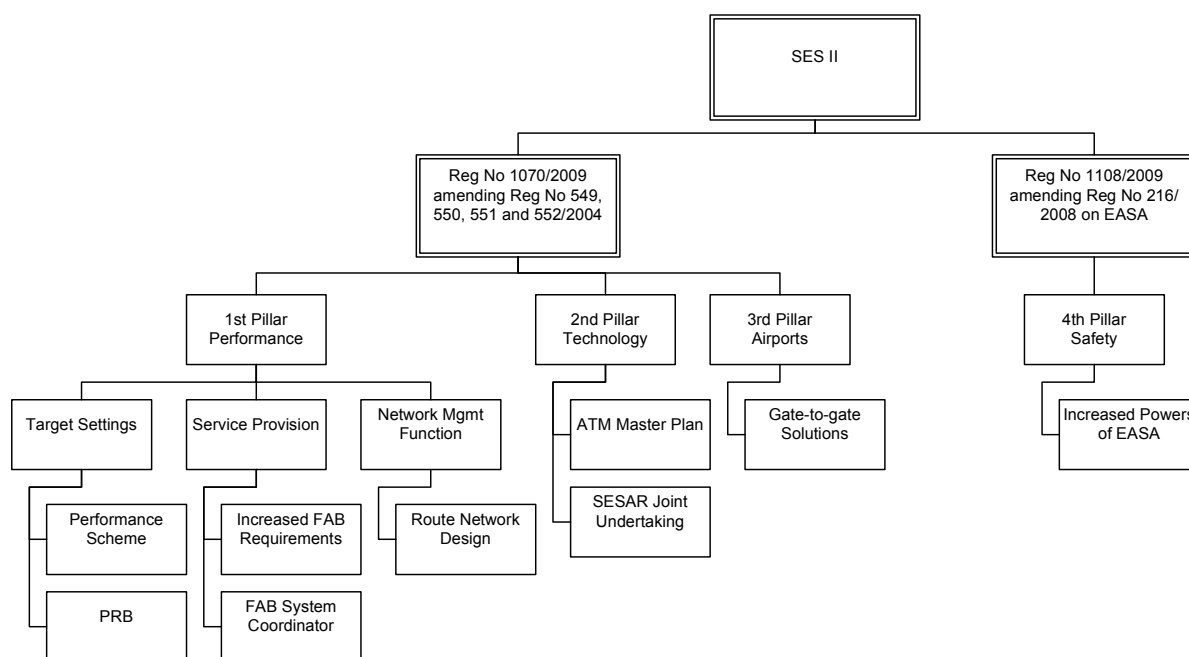 SES II
Reg No 1070/2009
amending Reg No 549,
550, 551 and 552/2004
Reg No 1108/2009
amending Reg No 216/
2008 on EASA
1st Pillar
Performance
2nd Pillar
Technology
3rd Pillar
Airports
4th Pillar
Safety
Target Settings
Service Provision
Network Mgmt
Function
ATM Master Plan
Gate-to-gate
Solutions
Increased Powers
of EASA
Performance
Scheme
Increased FAB
Requirements
Route Network
Design
SESAR Joint
Undertaking
PRB
FAB System
Coordinator